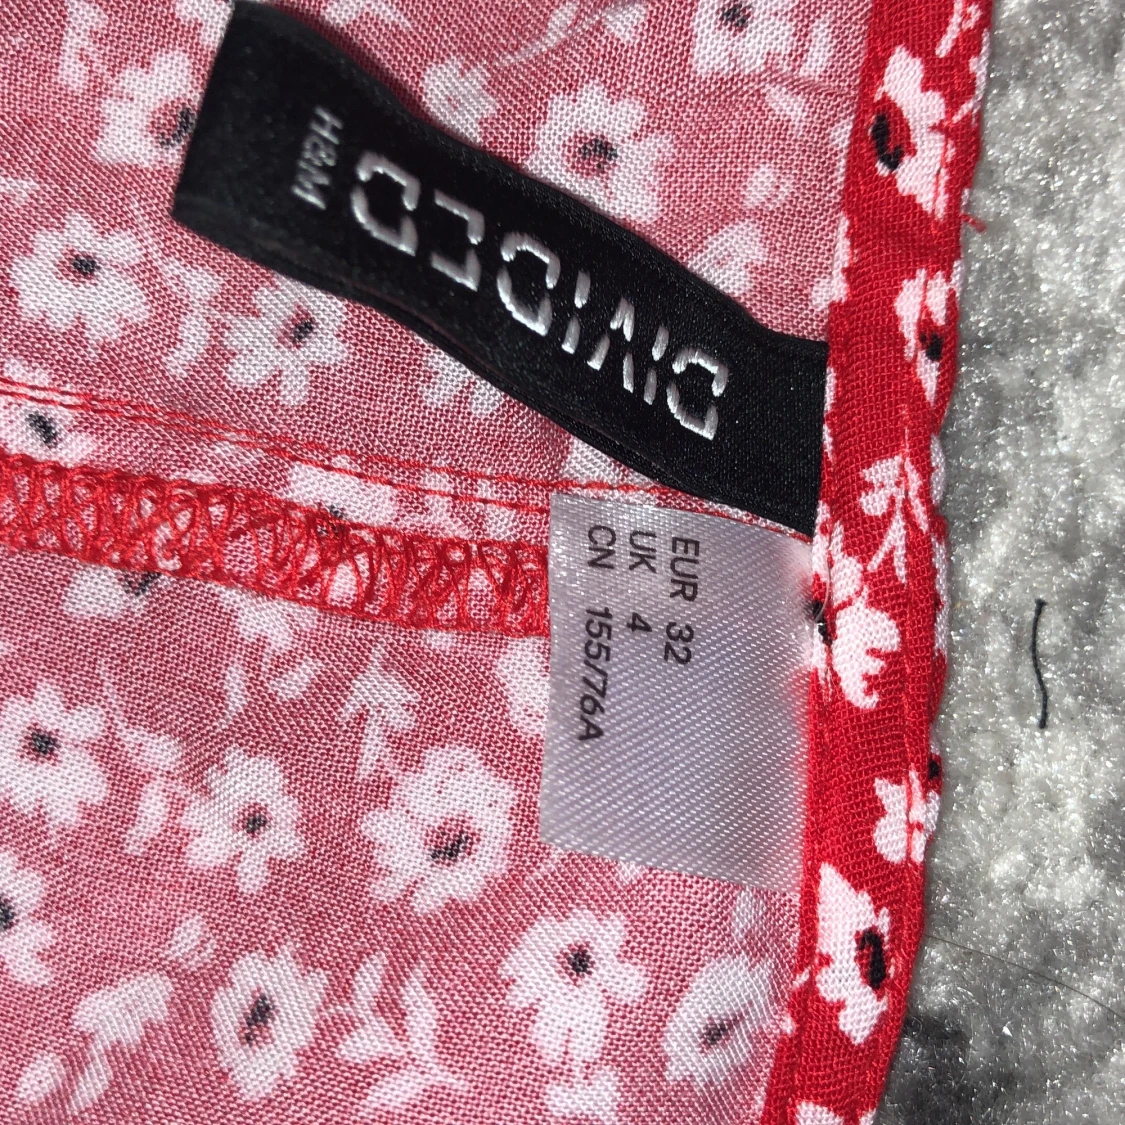 DIVIDED
H&M
EUR 32
UK 4
CN 155/76A